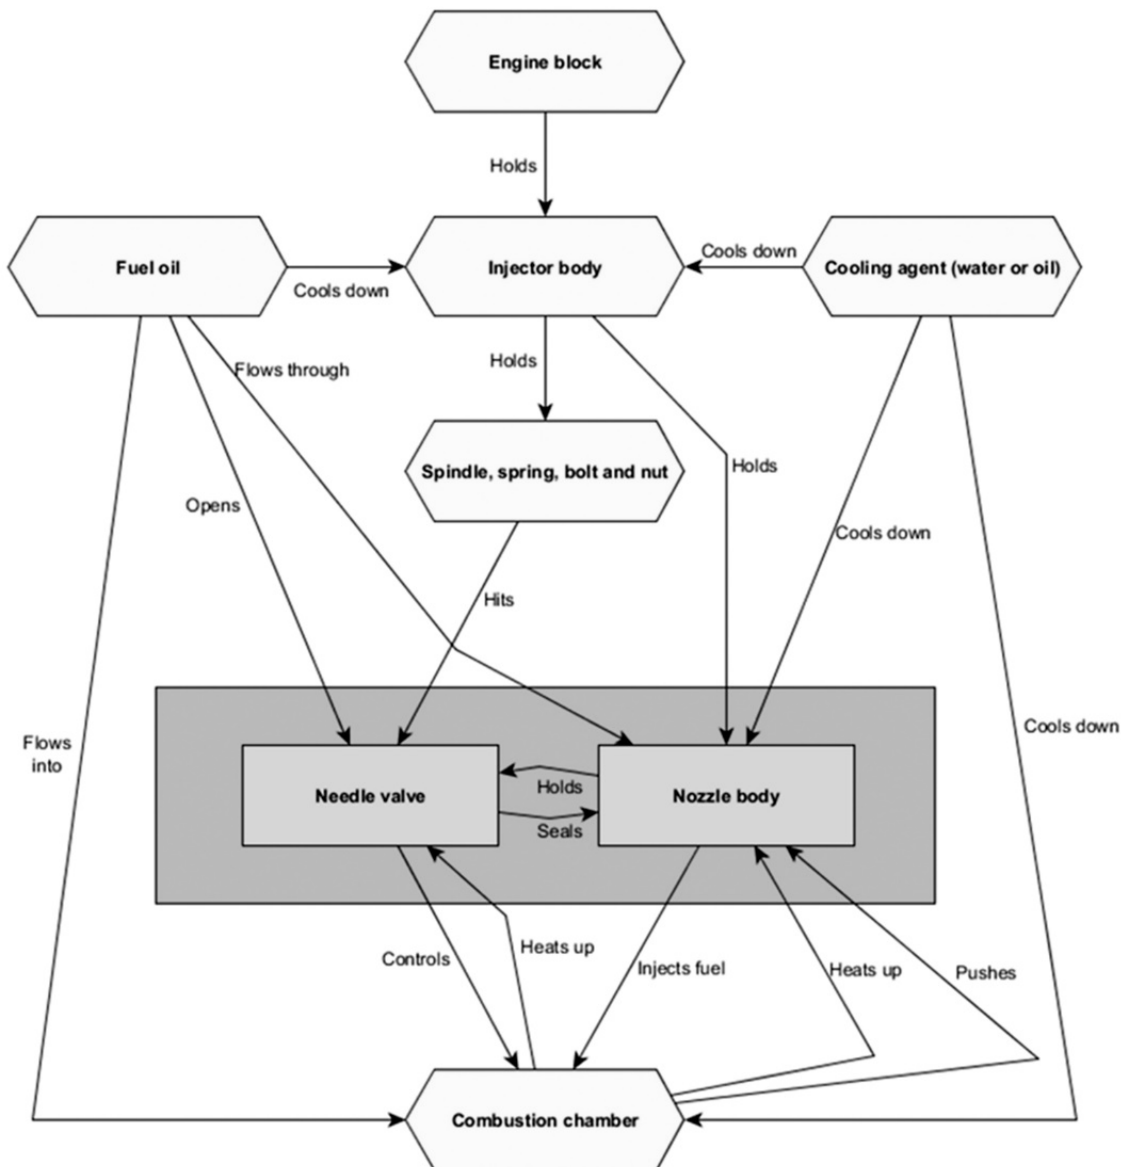 Engine block
Holds
Fuel oil
Cools down
Injector body
Cools down
Cooling agent (water or oil)
Flows through
Holds
Spindle, spring, bolt and nut
Holds
Opens
Cools down
Hits
Flows
into
Cools down
Needle valve
Holds
Seals
Nozzle body
Controls
Heats up
Injects fuel
Heats up
Pushes
Combustion chamber